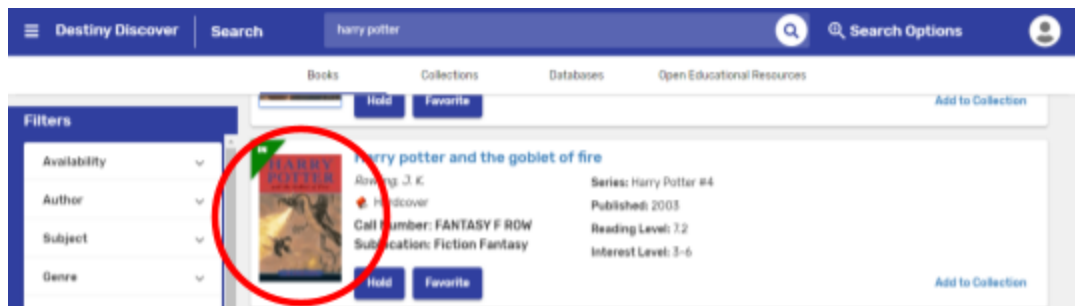 Destiny Discover Search harry potter Search Options
Books Collections Databases Open Educational Resources
Hold Favorite Add to Collection
Filters
Availability
Author
Subject
Genre
IN
HARRY
POTTER
Harry potter and the goblet of fire
Rowling, J. K.
Hardcover
Call Number: FANTASY F ROW
Sublocation: Fiction Fantasy
Series: Harry Potter #4
Published: 2003
Reading Level: 7.2
Interest Level: 3-6
Hold Favorite Add to Collection